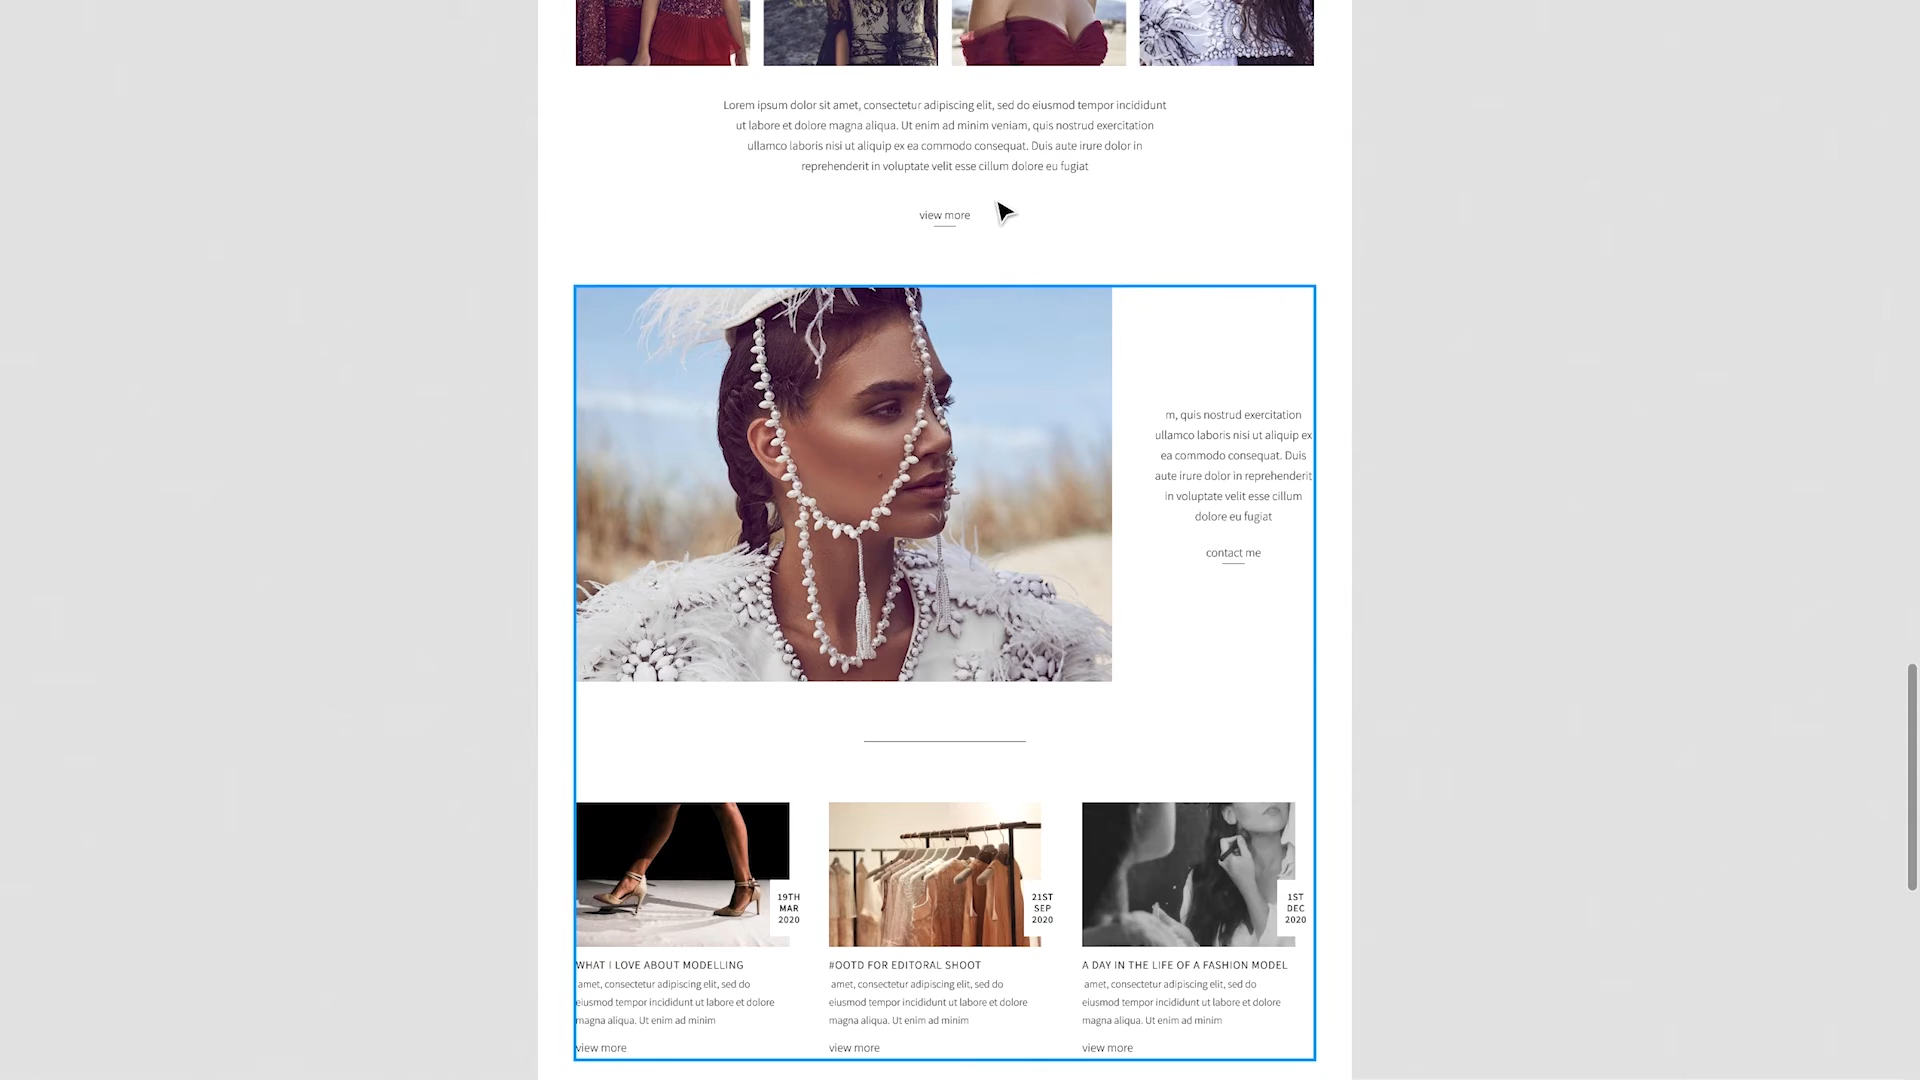 Lorem ipsum dolor sit amet, consectetur adipiscing elit, sed do eiusmod tempor incididunt
ut labore et dolore magna aliqua. Ut enim ad minim veniam, quis nostrud exercitation
ullamco laboris nisi ut aliquip ex ea commodo consequat. Duis aute irure dolor in
reprehenderit in voluptate velit esse cillum dolore eu fugiat
view more
m, quis nostrud exercitation
ullamco laboris nisi ut aliquip ex
ea commodo consequat. Duis
aute irure dolor in reprehenderit
in voluptate velit esse cillum
dolore eu fugiat
contact me
19TH
MAR
2020
WHAT I LOVE ABOUT MODELLING
amet, consectetur adipiscing elit, sed do
eiusmod tempor incididunt ut labore et dolore
magna aliqua. Ut enim ad minim
view more
21ST
SEP
2020
#OOTD FOR EDITORAL SHOOT
amet, consectetur adipiscing elit, sed do
eiusmod tempor incididunt ut labore et dolore
magna aliqua. Ut enim ad minim
view more
1ST
DEC
2020
A DAY IN THE LIFE OF A FASHION MODEL
amet, consectetur adipiscing elit, sed do
eiusmod tempor incididunt ut labore et dolore
magna aliqua. Ut enim ad minim
view more